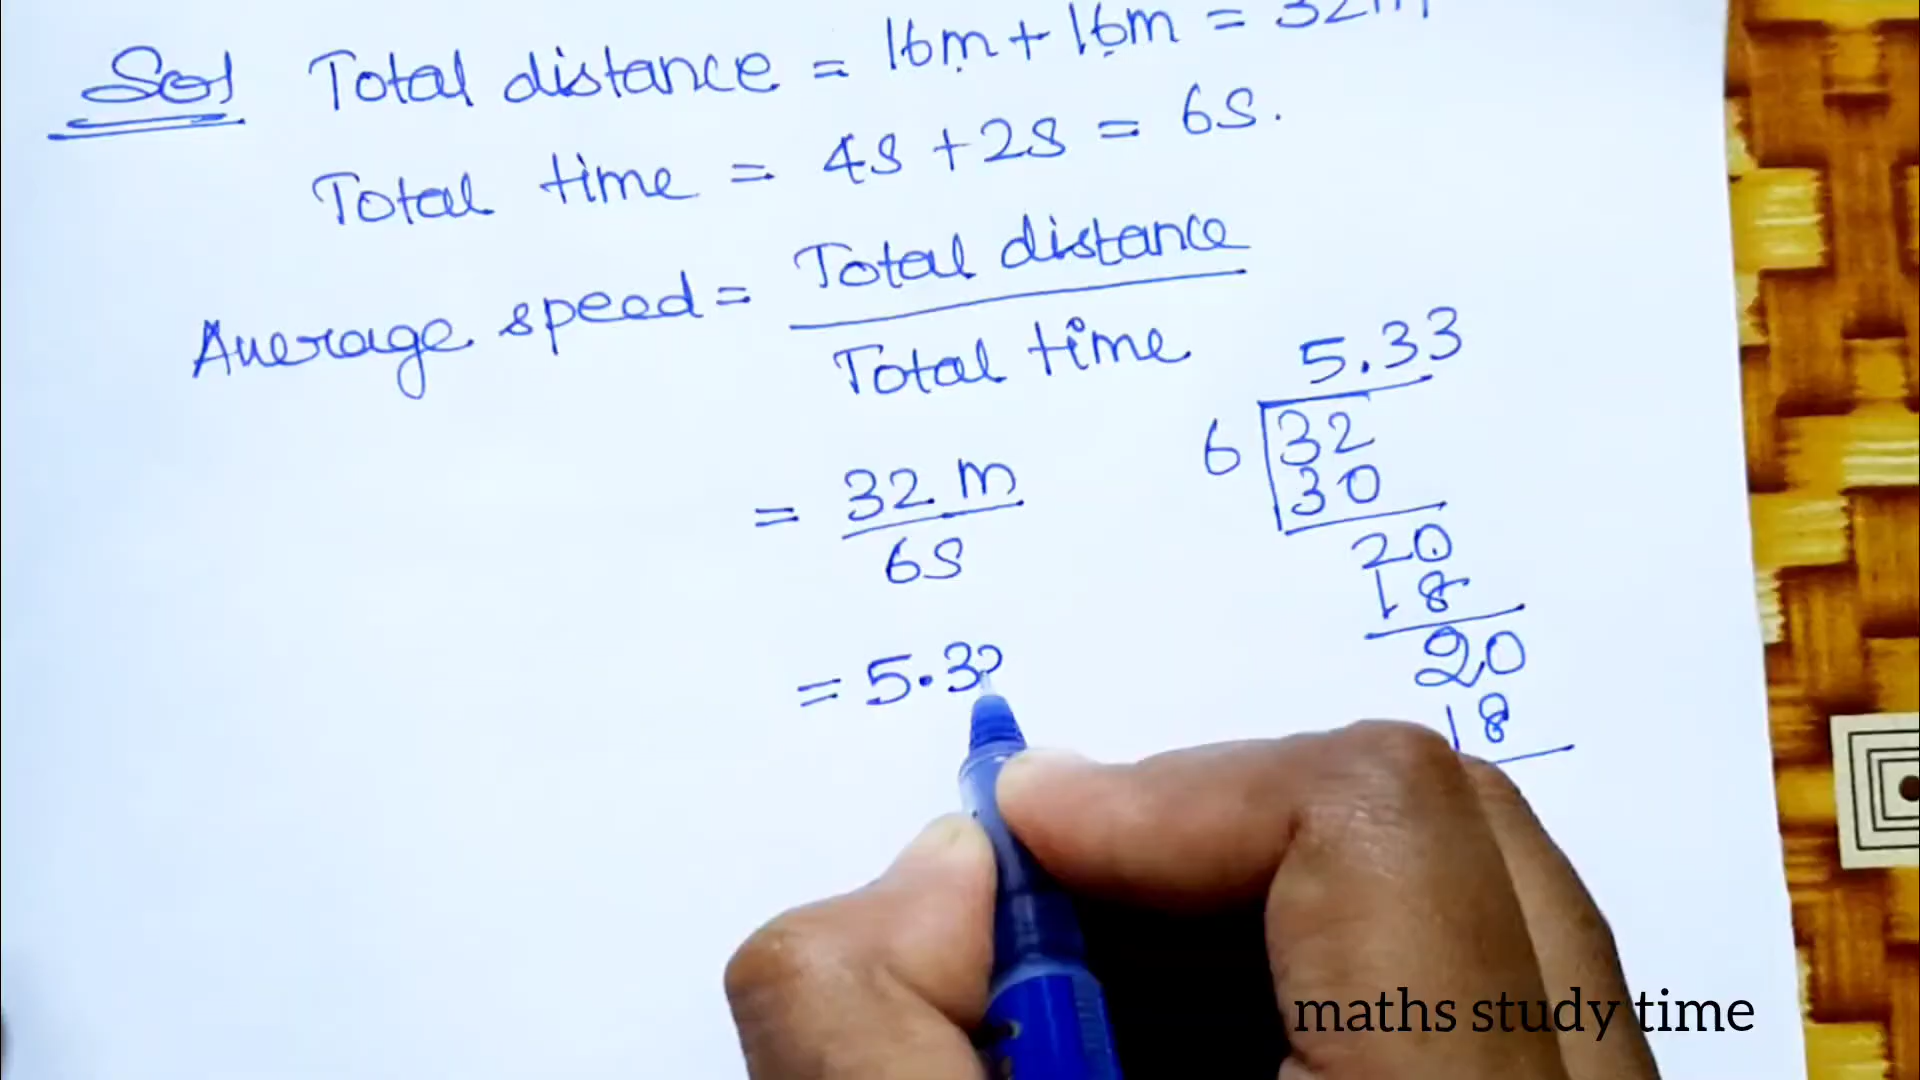 Sol Total distance = 16m + 16m = 32m
Total time = 4s + 2s = 6s.
Average speed = Total distance
Total time
5.33
6 32
30
= 32 m
6s
20
18
20
= 5.3
18
maths study time